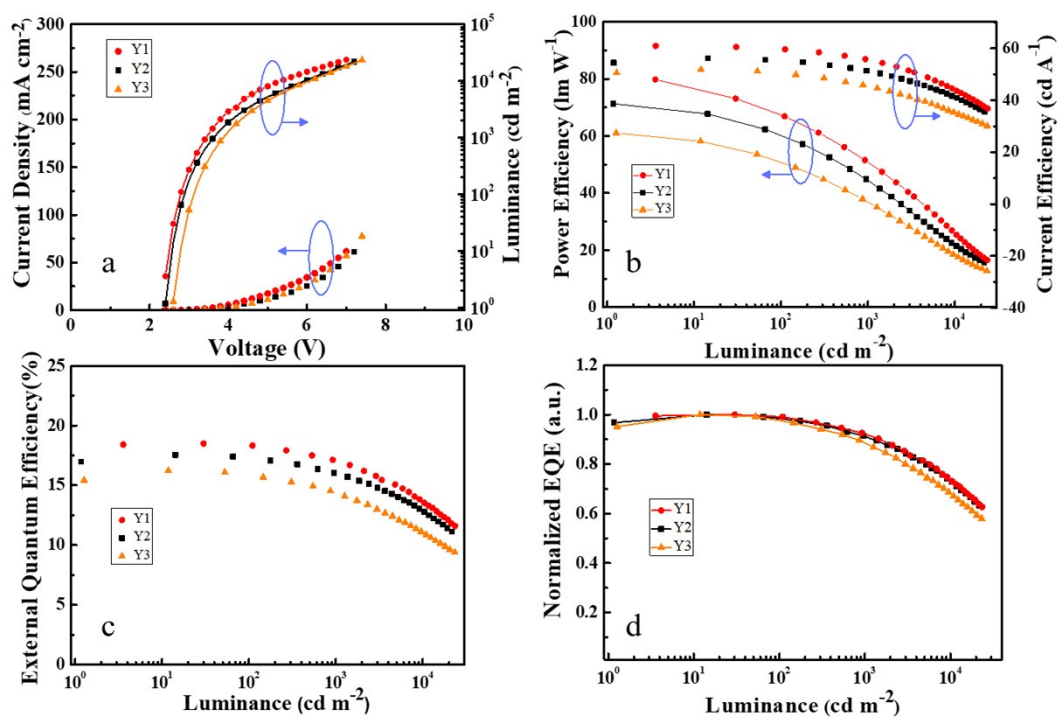 300
275
250
225
200
175
150
125
100
75
50
25
0
Current Density (mA cm-2)
Y1
Y2
Y3
a
0
2
4
6
8
10
Voltage (V)
10^5
10^4
10^3
10^2
10^1
10^0
Luminance (cd m-2)
100
80
60
40
20
0
Power Efficiency (lm W-1)
Y1
Y2
Y3
b
10^0
10^1
10^2
10^3
10^4
Luminance (cd m-2)
60
40
20
0
-20
-40
Current Efficiency (cd A-1)
25
20
15
10
5
0
External Quantum Efficiency(%)
Y1
Y2
Y3
c
10^0
10^1
10^2
10^3
10^4
Luminance (cd m-2)
1.2
1.0
0.8
0.6
0.4
0.2
Normalized EQE (a.u.)
Y1
Y2
Y3
d
10^0
10^1
10^2
10^3
10^4
Luminance (cd m-2)